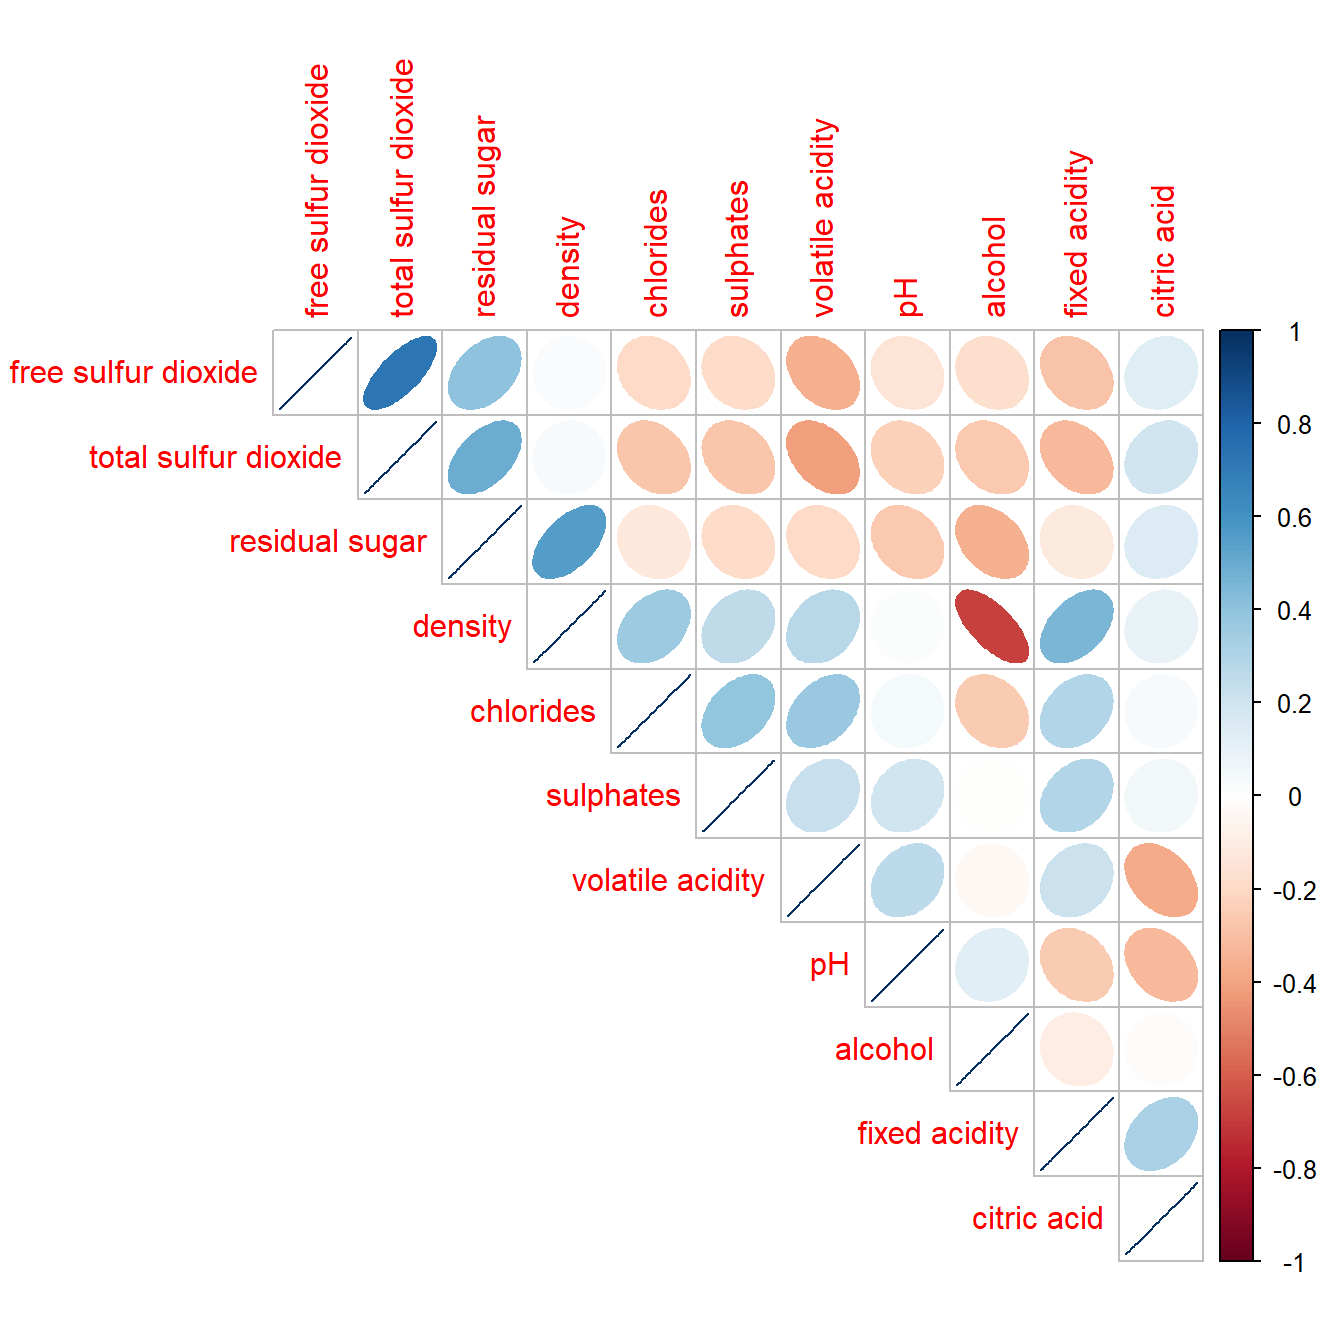 free sulfur dioxide
total sulfur dioxide
residual sugar
density
chlorides
sulphates
volatile acidity
pH
alcohol
fixed acidity
citric acid
free sulfur dioxide
total sulfur dioxide
residual sugar
density
chlorides
sulphates
volatile acidity
pH
alcohol
fixed acidity
citric acid
1
0.8
0.6
0.4
0.2
0
-0.2
-0.4
-0.6
-0.8
-1